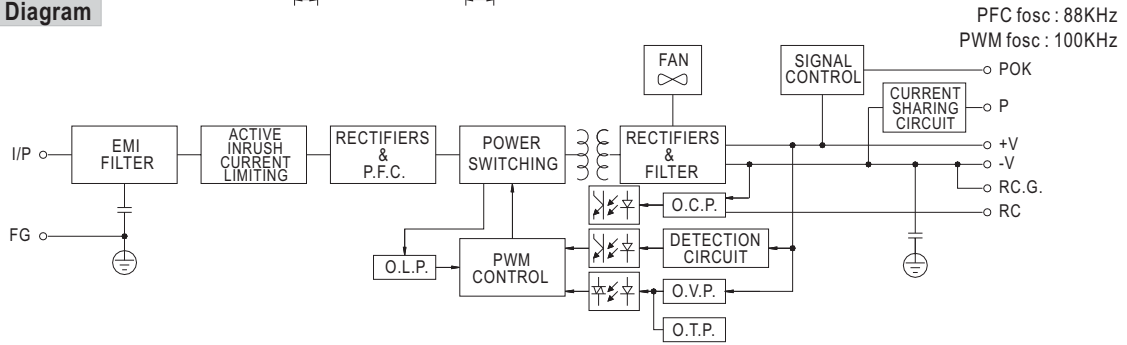 Diagram
PFC fosc : 88KHz
PWM fosc : 100KHz
FAN
SIGNAL
CONTROL
POK
CURRENT
SHARING
CIRCUIT
P
I/P
EMI
FILTER
ACTIVE
INRUSH
CURRENT
LIMITING
RECTIFIERS
&
P.F.C.
POWER
SWITCHING
RECTIFIERS
&
FILTER
+V
-V
RC.G.
RC
O.C.P.
FG
O.L.P.
PWM
CONTROL
DETECTION
CIRCUIT
O.V.P.
O.T.P.